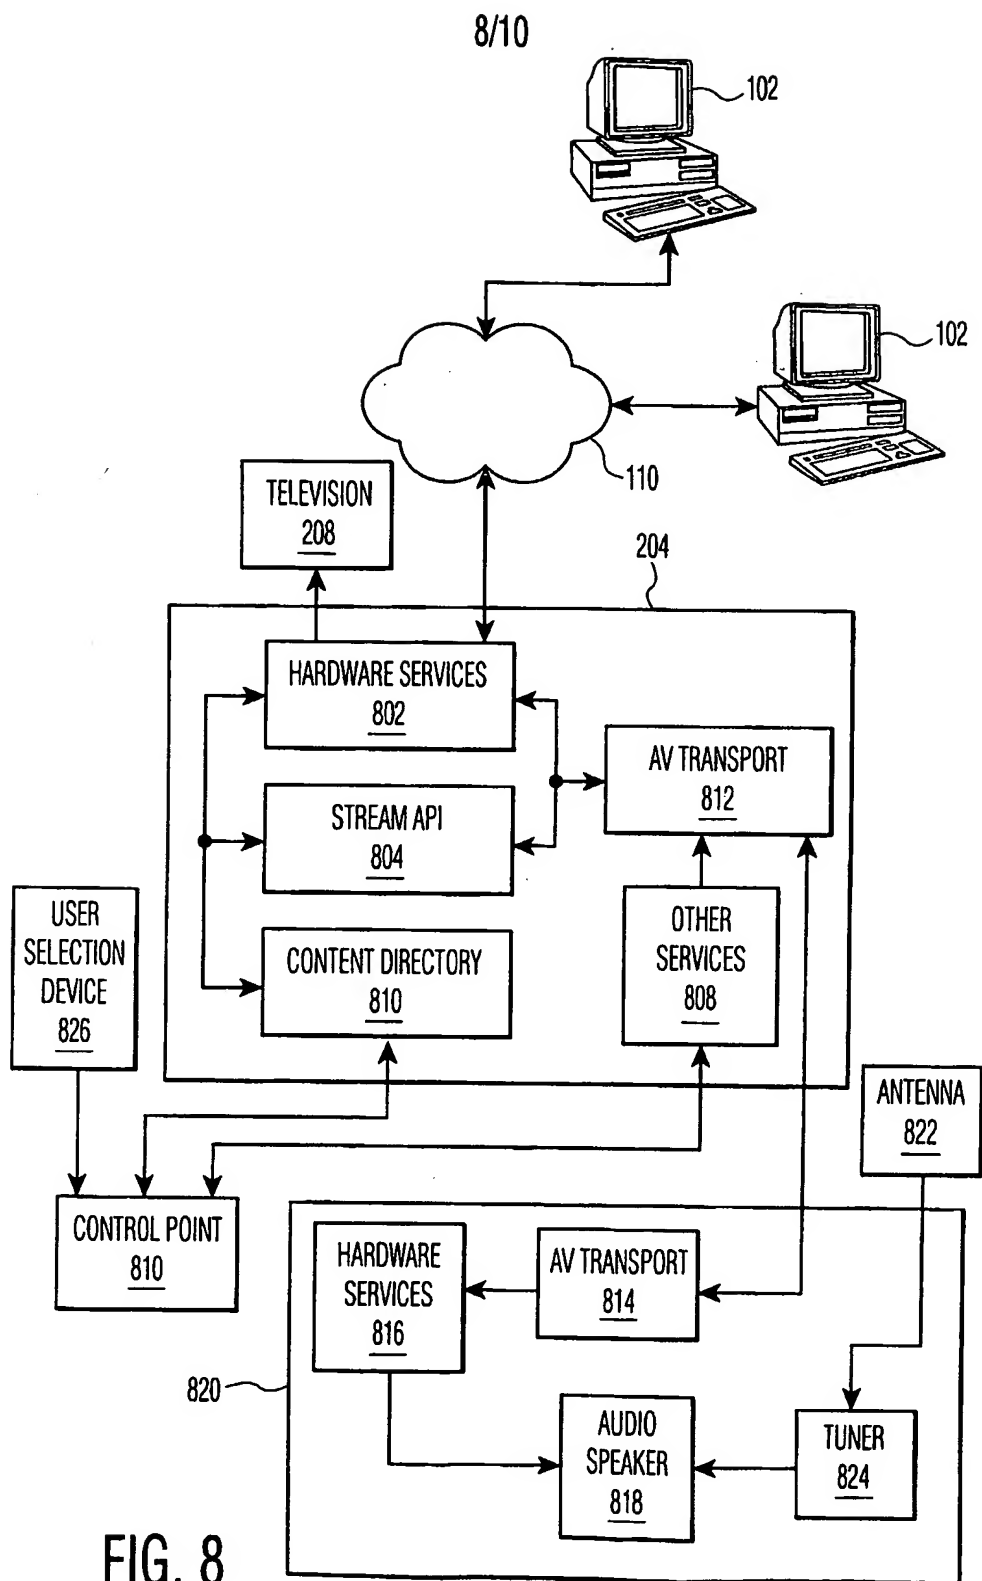 8/10
102
102
110
TELEVISION
208
204
HARDWARE SERVICES
802
AV TRANSPORT
812
STREAM API
804
USER
SELECTION
DEVICE
826
OTHER
SERVICES
808
CONTENT DIRECTORY
810
ANTENNA
822
CONTROL POINT
810
HARDWARE
SERVICES
816
AV TRANSPORT
814
820
AUDIO
SPEAKER
818
TUNER
824
FIG. 8